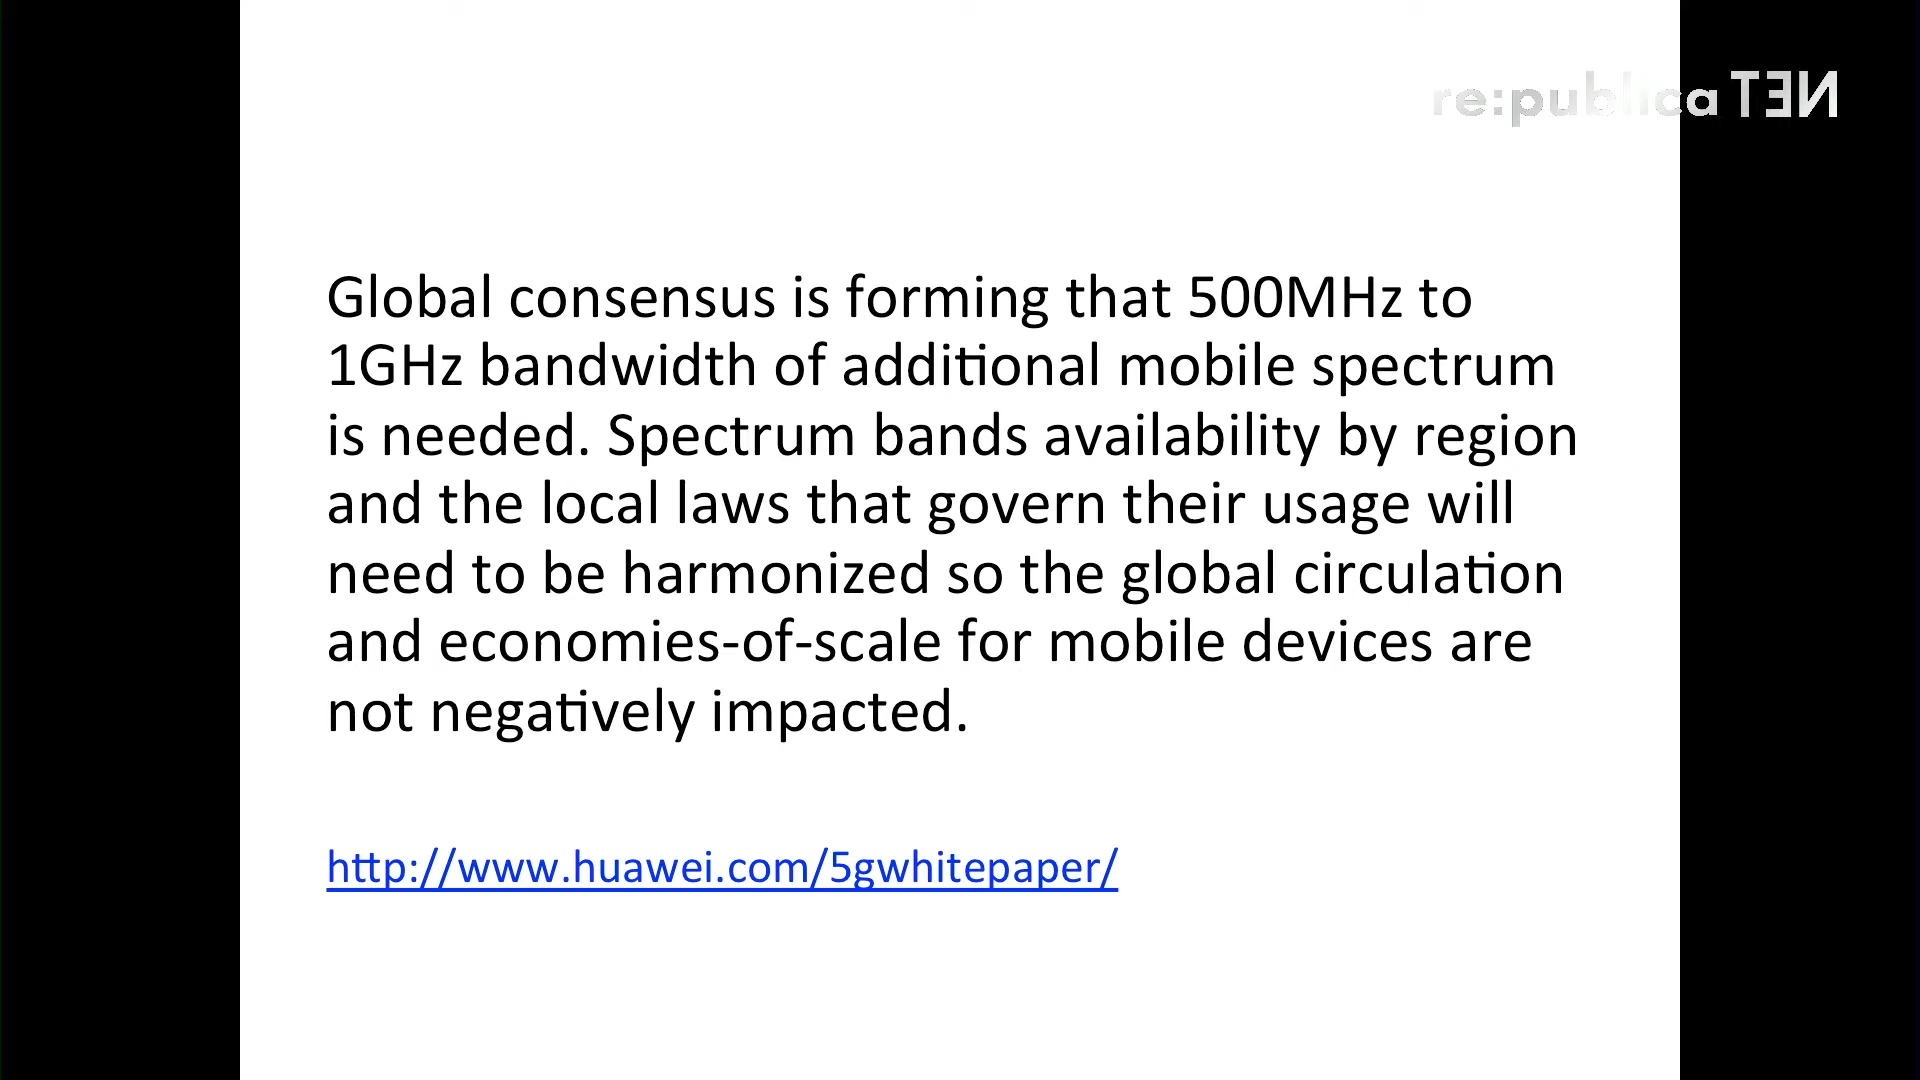 re:publica TEN
Global consensus is forming that 500MHz to
1GHz bandwidth of additional mobile spectrum
is needed. Spectrum bands availability by region
and the local laws that govern their usage will
need to be harmonized so the global circulation
and economies-of-scale for mobile devices are
not negatively impacted.
http://www.huawei.com/5gwhitepaper/